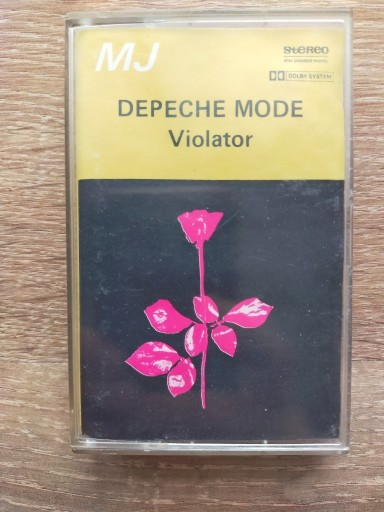 MJ
stereo
DOLBY SYSTEM
DEPECHE MODE
Violator